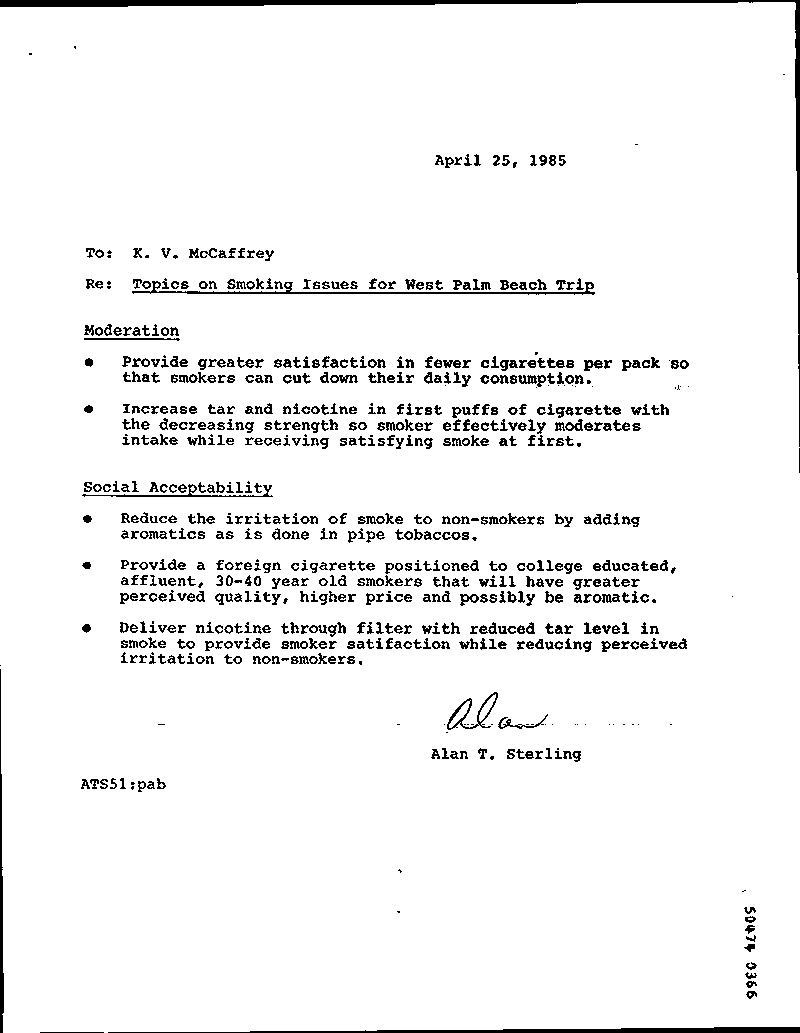 April 25, 1985
To: K. V. McCaffrey
Re: Topics on Smoking Issues for West Palm Beach Trip
Moderation
● Provide greater satisfaction in fewer cigarettes per pack so
that smokers can cut down their daily consumption.
● Increase tar and nicotine in first puffs of cigarette with
the decreasing strength so smoker effectively moderates
intake while receiving satisfying smoke at first.
Social Acceptability
● Reduce the irritation of smoke to non-smokers by adding
aromatics as is done in pipe tobaccos.
● Provide a foreign cigarette positioned to college educated,
affluent, 30-40 year old smokers that will have greater
perceived quality, higher price and possibly be aromatic.
● Deliver nicotine through filter with reduced tar level in
smoke to provide smoker satifaction while reducing perceived
irritation to non-smokers.
Alan
Alan T. Sterling
ATS51:pab
50474 0366